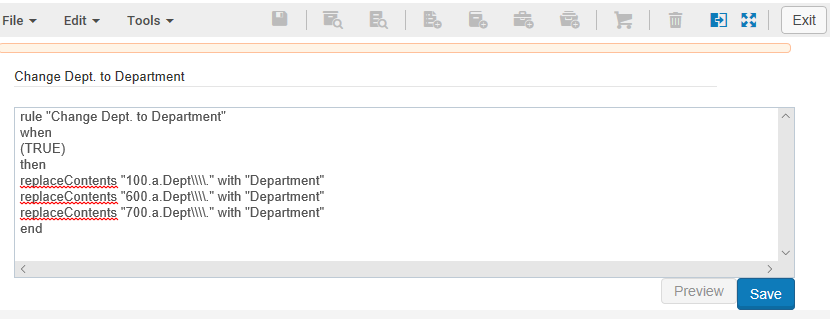 File Edit Tools Exit
Change Dept. to Department
rule "Change Dept. to Department"
when
(TRUE)
then
replaceContents "100.a.Dept\\\\." with "Department"
replaceContents "600.a.Dept\\\\." with "Department"
replaceContents "700.a.Dept\\\\." with "Department"
end
Preview Save